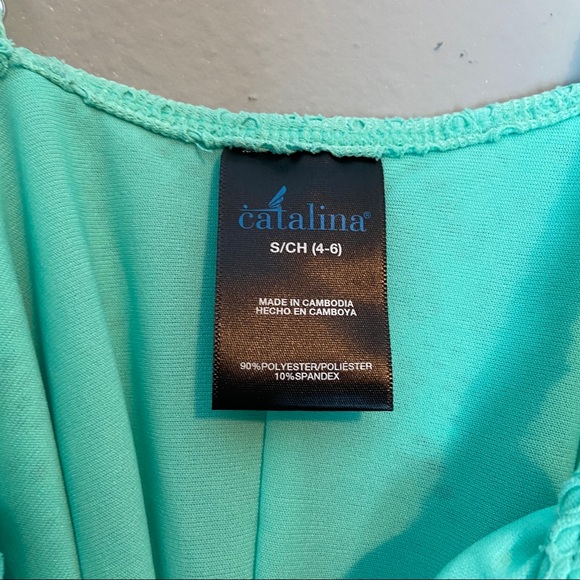 catalina®
S/CH (4-6)
MADE IN CAMBODIA
HECHO EN CAMBOYA
90%POLYESTER/POLIÉSTER
10%SPANDEX